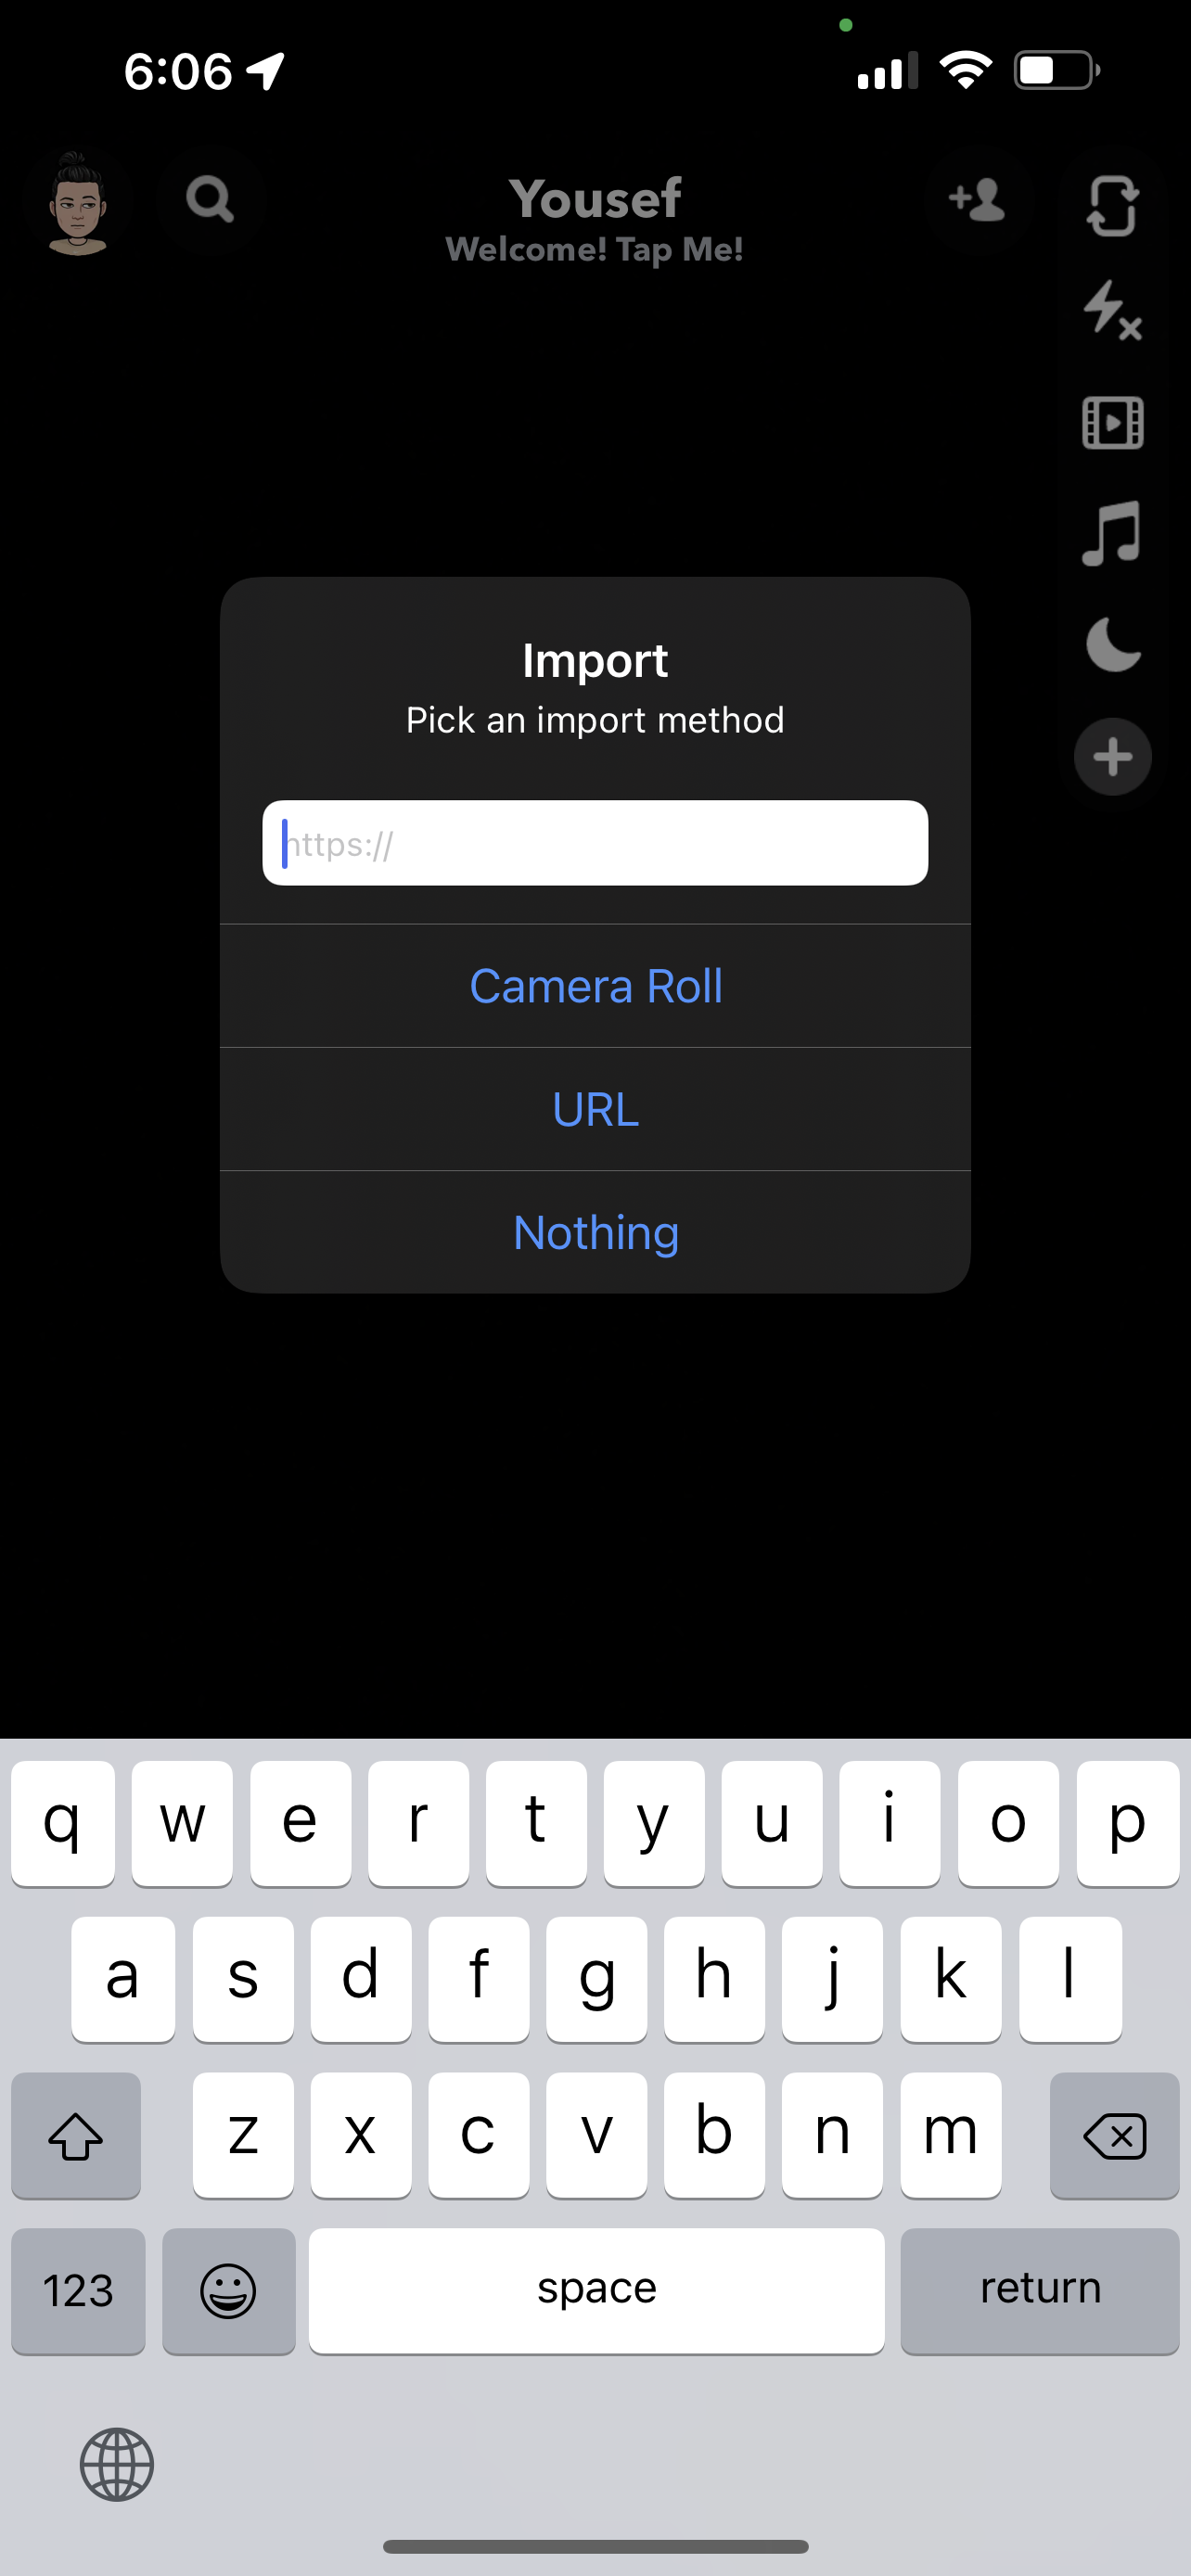 6:06
Yousef
Welcome! Tap Me!
Import
Pick an import method
https://
Camera Roll
URL
Nothing
q w e r t y u i o p
a s d f g h j k l
z x c v b n m
123 space return